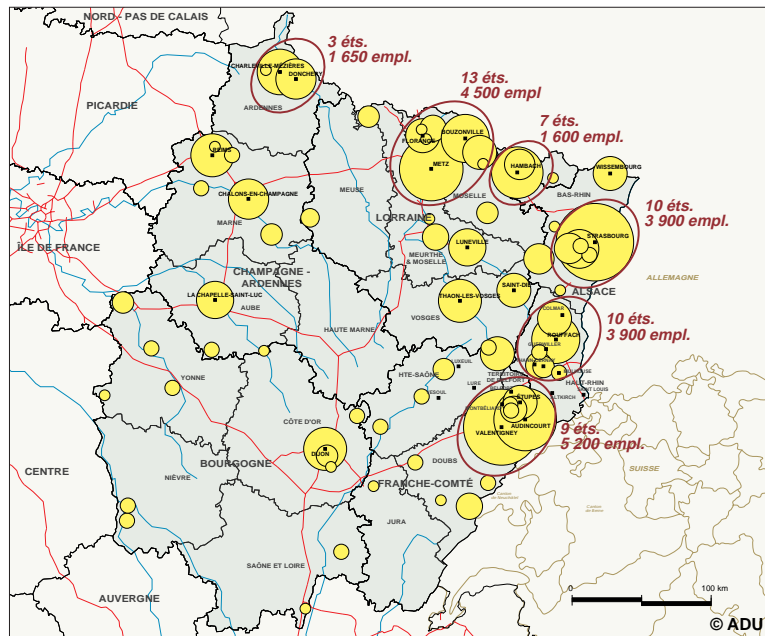 NORD - PAS DE CALAIS
3 éts.
1 650 empl.
CHARLEVILLE-MÉZIÈRES
DONCHERY
ARDENNES
PICARDIE
13 éts.
4 500 empl
7 éts.
1 600 empl.
FLORANGE
BOUZONVILLE
METZ
MOSELLE
HAMBACH
WISSEMBOURG
BAS-RHIN
REIMS
CHALONS-EN-CHAMPAGNE
MARNE
MEUSE
LORRAINE
10 éts.
3 900 empl.
STRASBOURG
ÎLE DE FRANCE
MEURTHE
& MOSELLE
LUNEVILLE
ALLEMAGNE
CHAMPAGNE -
ARDENNES
LA CHAPELLE-SAINT-LUC
AUBE
HAUTE MARNE
THAON-LES-VOSGES
VOSGES
SAINT-DIE
ALSACE
COLMAR
10 éts.
3 900 empl.
ROUFFACH
GUEBWILLER
HAUT-RHIN
SAINT LOUIS
ALTKIRCH
YONNE
HTE-SAÔNE
LUXEUIL
LURE
TERRITOIRE
DE BELFORT
ÉTUPES
AUDINCOURT
VALENTIGNEY
9 éts.
5 200 empl.
CÔTE D'OR
DIJON
BOURGOGNE
NIÈVRE
CENTRE
DOUBS
FRANCHE-COMTÉ
SUISSE
JURA
SAÔNE ET LOIRE
AUVERGNE
0
100 km
© ADU